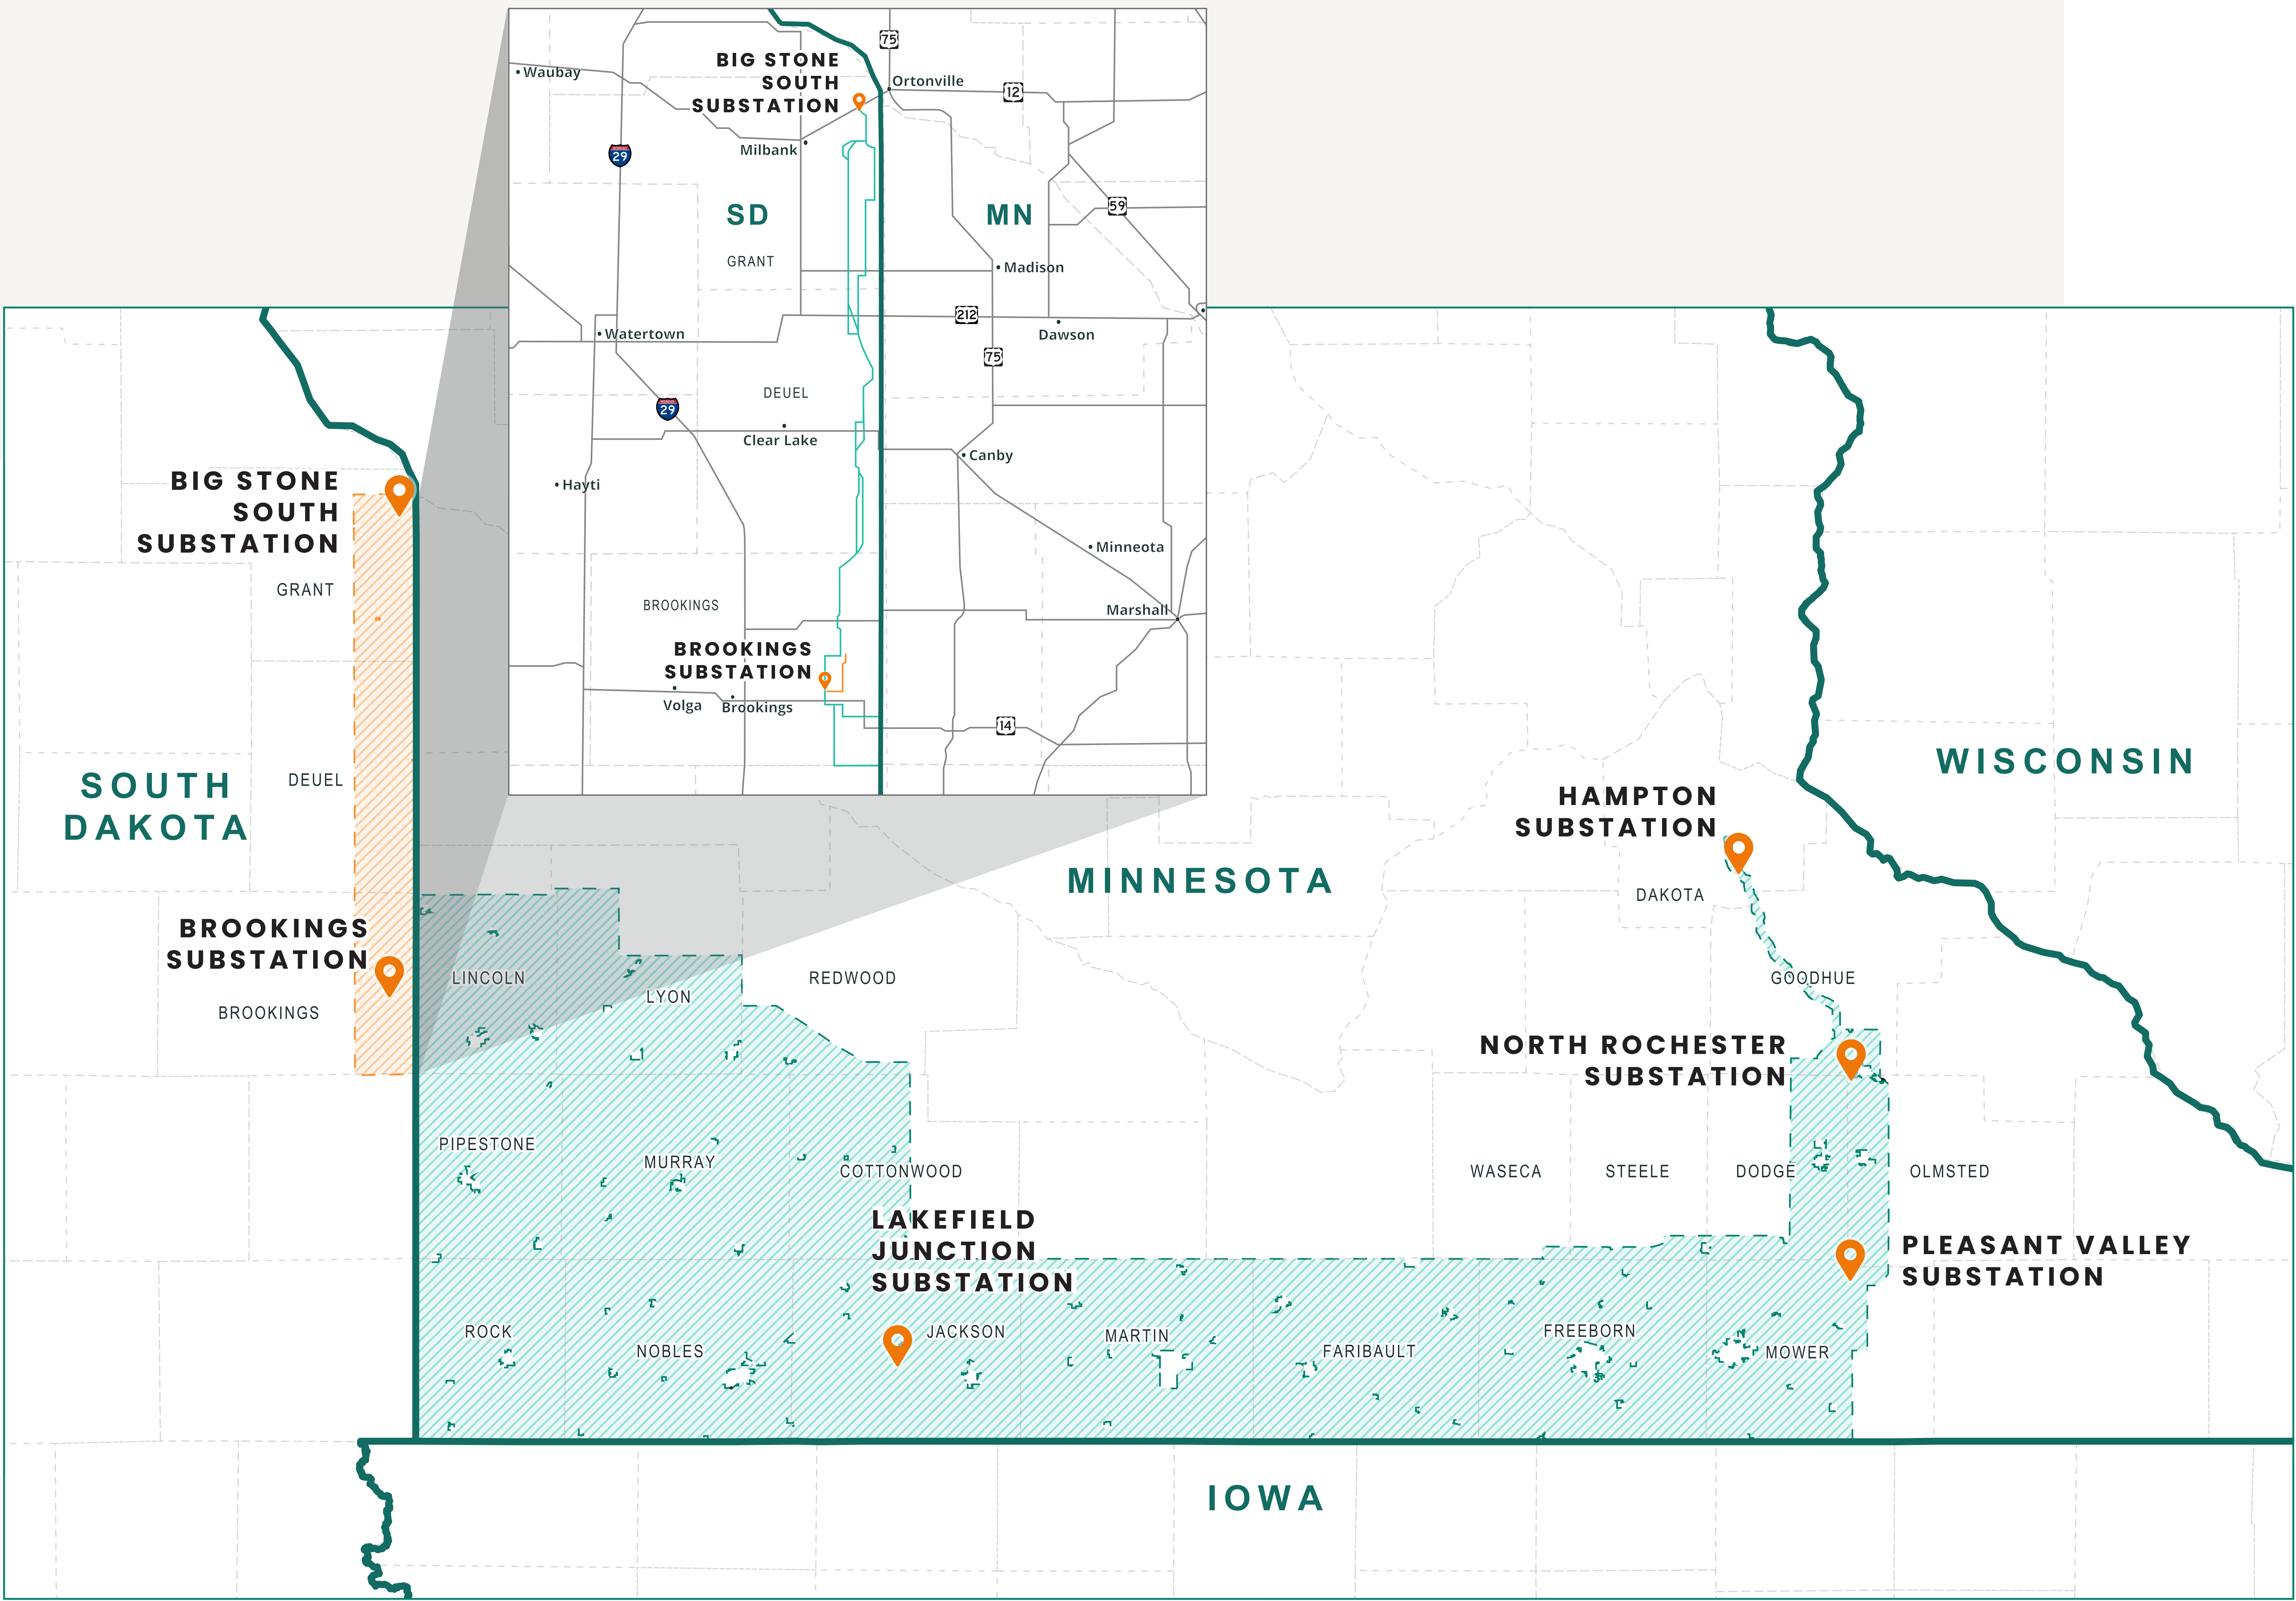 75
BIG STONE
SOUTH
SUBSTATION
Waubay
Ortonville
12
Milbank
29
59
SD
MN
GRANT
Madison
212
Watertown
Dawson
75
DEUEL
29
Clear Lake
Canby
Hayti
Minneota
BROOKINGS
Marshall
BROOKINGS
SUBSTATION
Volga
Brookings
14
BIG STONE
SOUTH
SUBSTATION
GRANT
DEUEL
SOUTH
DAKOTA
BROOKINGS
SUBSTATION
BROOKINGS
WISCONSIN
HAMPTON
SUBSTATION
MINNESOTA
DAKOTA
LINCOLN
LYON
REDWOOD
GOODHUE
NORTH ROCHESTER
SUBSTATION
PIPESTONE
MURRAY
COTTONWOOD
WASECA
STEELE
DODGE
OLMSTED
LAKEFIELD
JUNCTION
SUBSTATION
PLEASANT VALLEY
SUBSTATION
ROCK
NOBLES
JACKSON
MARTIN
FARIBAULT
FREEBORN
MOWER
IOWA